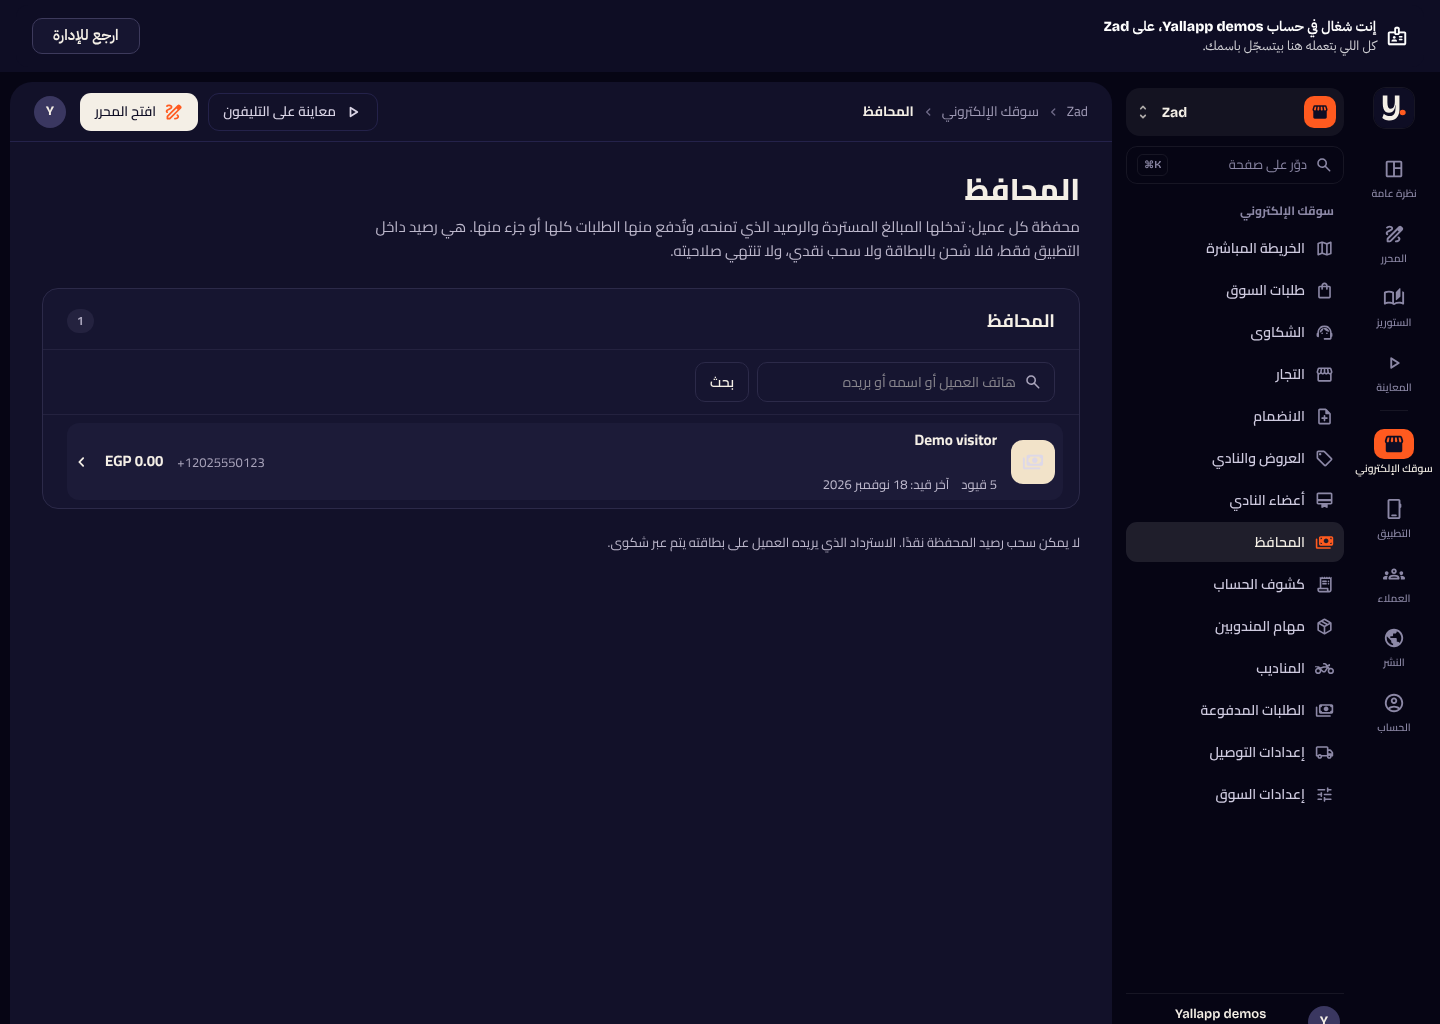 إنت شغال في حساب Yallapp demos، على Zad
كل اللي بتعمله هنا بيتسجّل باسمك.
ارجع للإدارة
y.
نظرة عامة
المحرر
الستوريز
المعاينة
سوقك الإلكتروني
التطبيق
العملاء
النشر
الحساب
Zad
دوّر على صفحة
⌘K
سوقك الإلكتروني
الخريطة المباشرة
طلبات السوق
الشكاوى
التجار
الانضمام
العروض والنادي
أعضاء النادي
المحافظ
كشوف الحساب
مهام المندوبين
المناديب
الطلبات المدفوعة
إعدادات التوصيل
إعدادات السوق
Yallapp demos
Y
Zad
سوقك الإلكتروني
المحافظ
معاينة على التليفون
افتح المحرر
Y
المحافظ
محفظة كل عميل: تدخلها المبالغ المستردة والرصيد الذي تمنحه، وتُدفع منها الطلبات كلها أو جزء منها. هي رصيد داخل
التطبيق فقط، فلا شحن بالبطاقة ولا سحب نقدي، ولا تنتهي صلاحيته.
المحافظ
1
هاتف العميل أو اسمه أو بريده
بحث
Demo visitor
5 قيود
آخر قيد: 18 نوفمبر 2026
+12025550123
EGP 0.00
لا يمكن سحب رصيد المحفظة نقدًا. الاسترداد الذي يريده العميل على بطاقته يتم عبر شكوى.